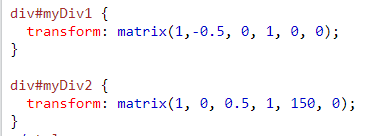 div#myDiv1 {
  transform: matrix(1,-0.5, 0, 1, 0, 0);
}
div#myDiv2 {
  transform: matrix(1, 0, 0.5, 1, 150, 0);
}